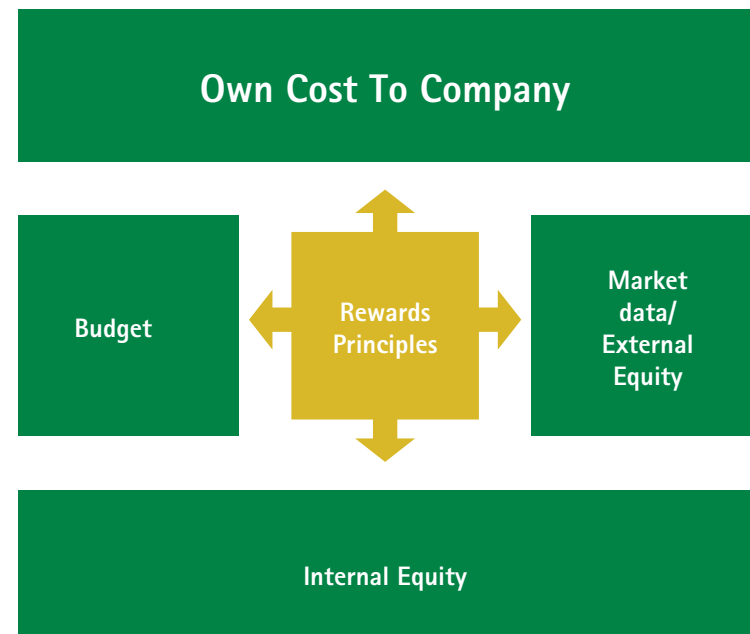 Own Cost To Company
Budget
Rewards
Principles
Market
data/
External
Equity
Internal Equity